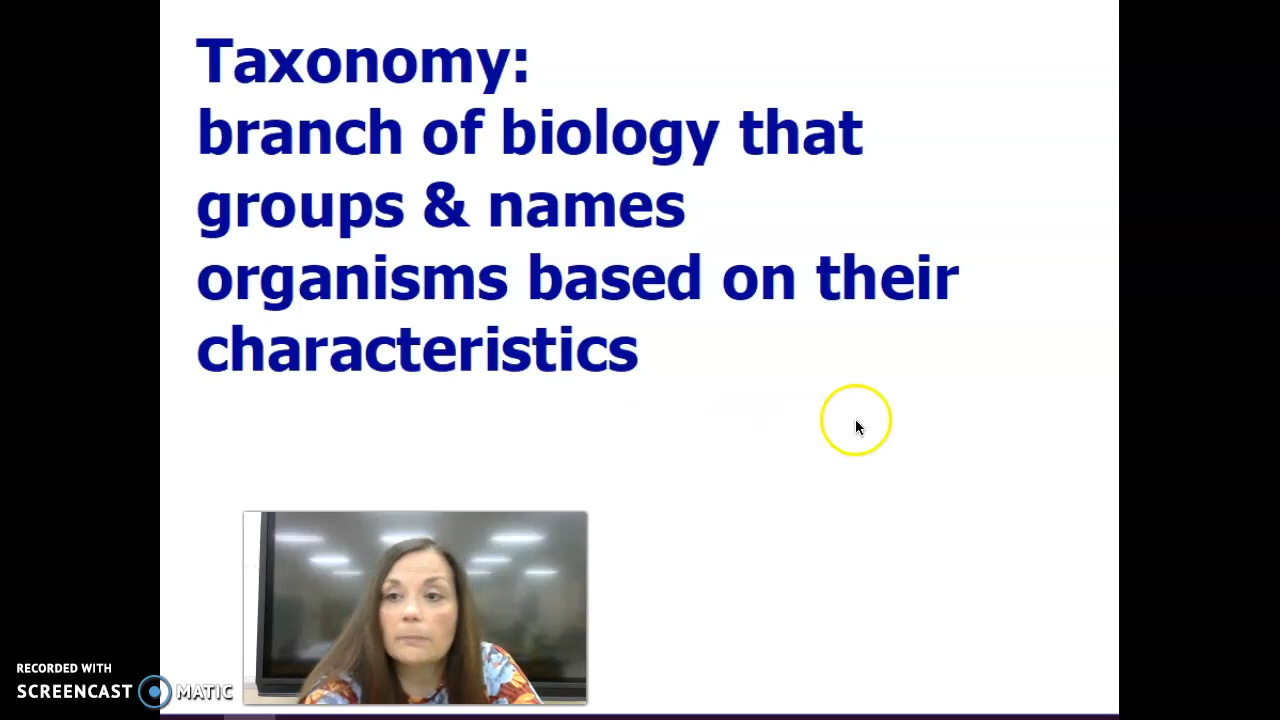 Taxonomy:
branch of biology that
groups & names
organisms based on their
characteristics
RECORDED WITH
SCREENCAST MATIC